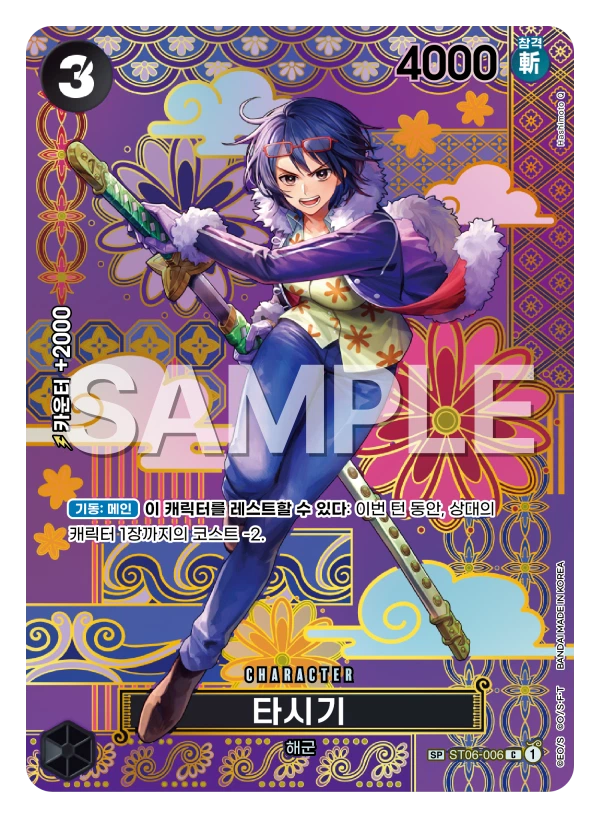 3
4000
참격
斬
Hashimoto Q
카운터 +2000
SAMPLE
기동: 메인 이 캐릭터를 레스트할 수 있다: 이번 턴 동안, 상대의
캐릭터 1장까지의 코스트 -2.
BANDAI MADE IN KOREA
©EO/S ©O/S·F·T
CHARACTER
타시기
해군
SP ST06-006 C 1